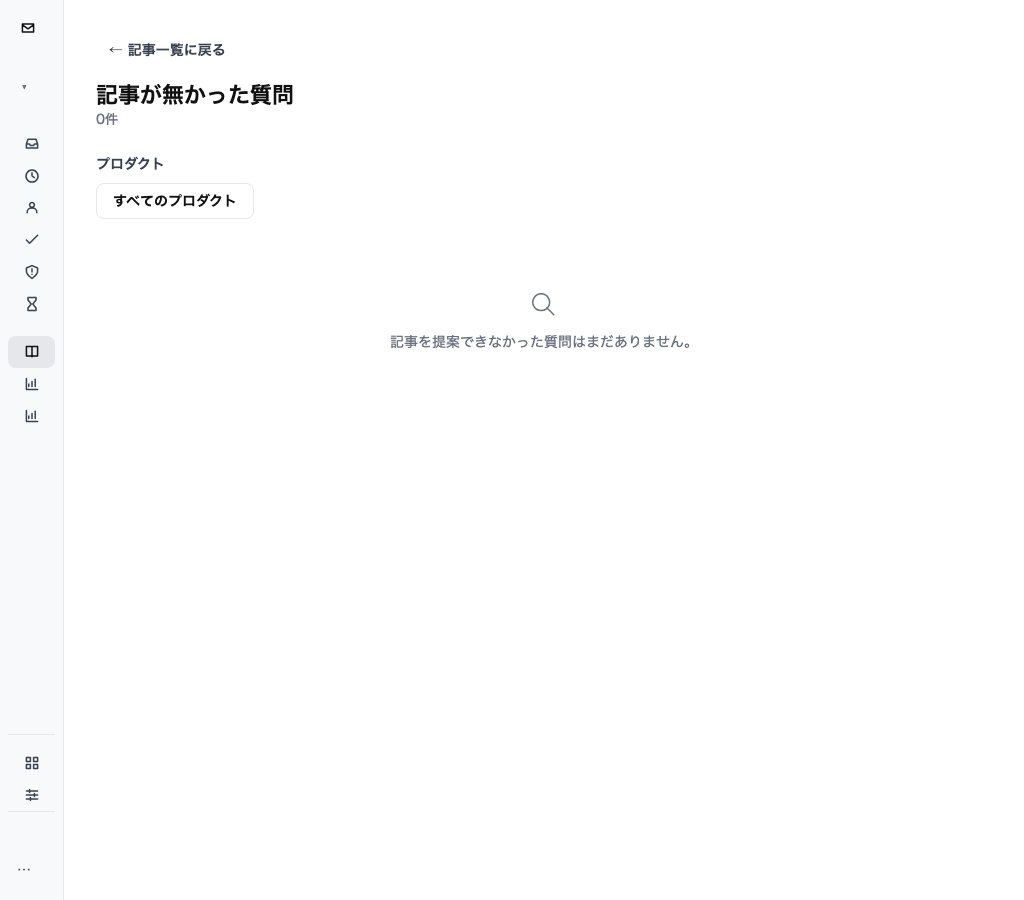 ← 記事一覧に戻る
記事が無かった質問
0件
プロダクト
すべてのプロダクト
記事を提案できなかった質問はまだありません。